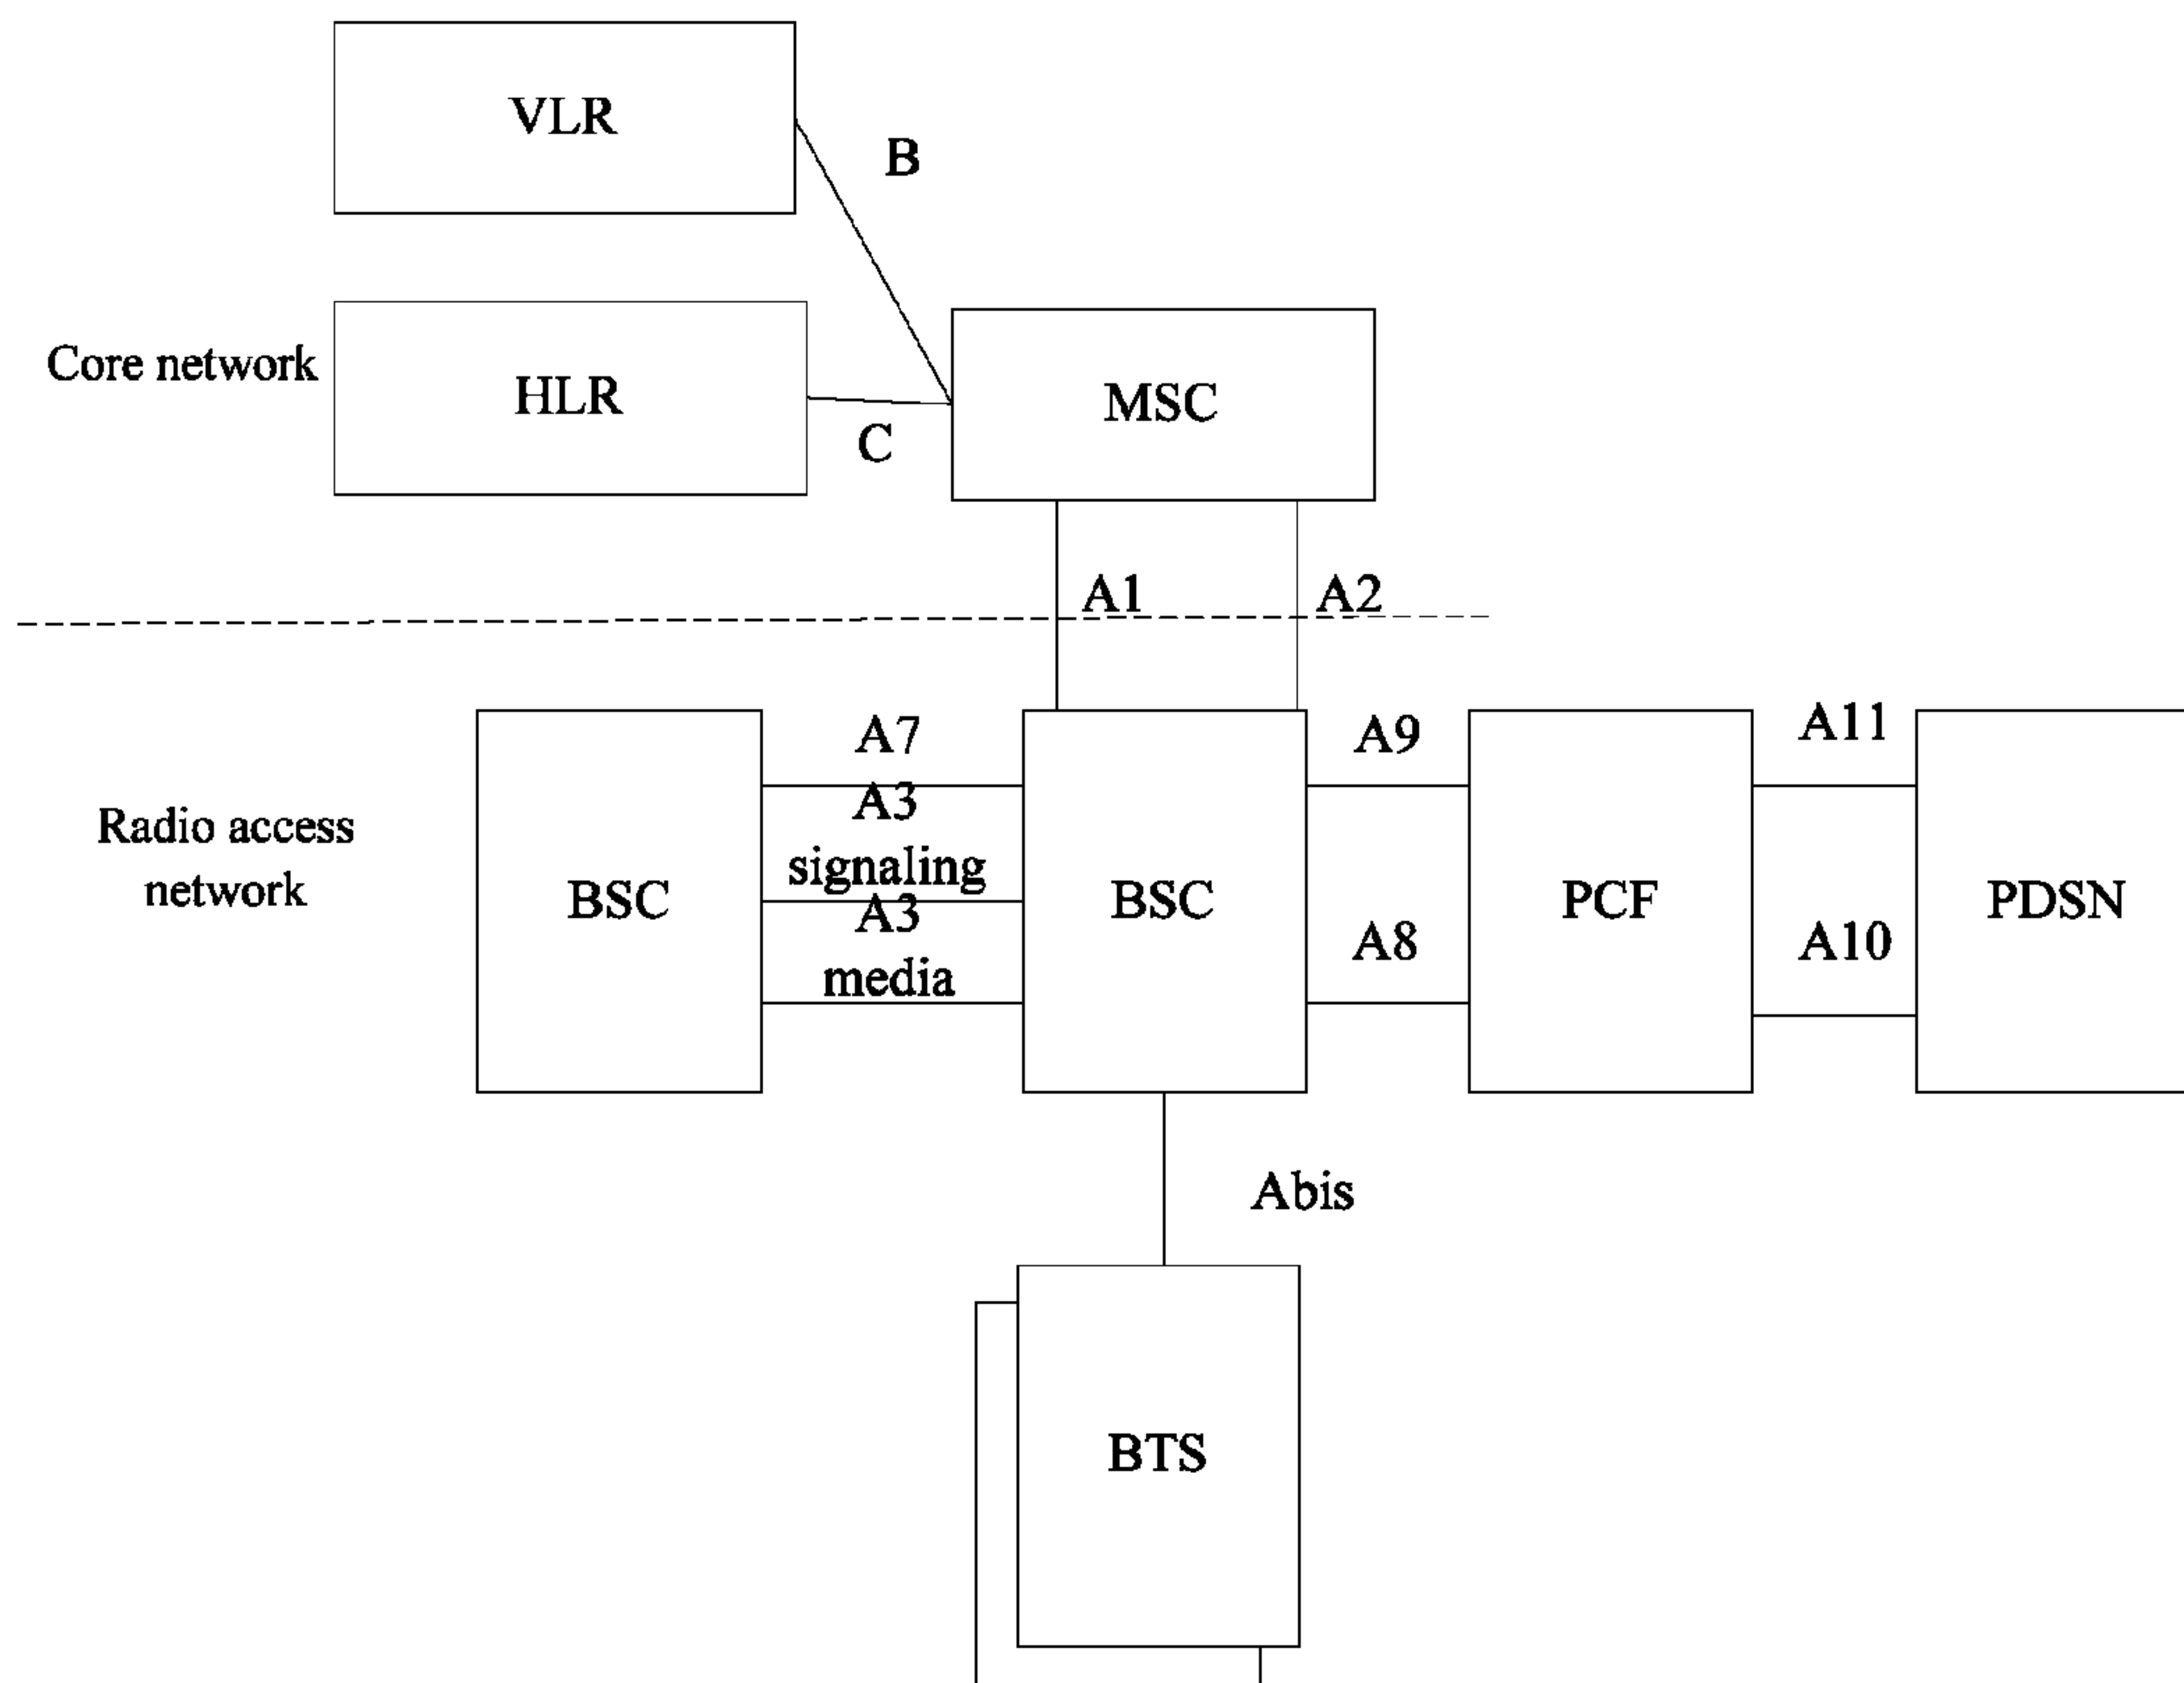 VLR
B
Core network
HLR
C
MSC
A1
A2
A7
A9
A11
A3
signaling
A3
media
Radio access
network
BSC
BSC
A8
PCF
A10
PDSN
Abis
BTS